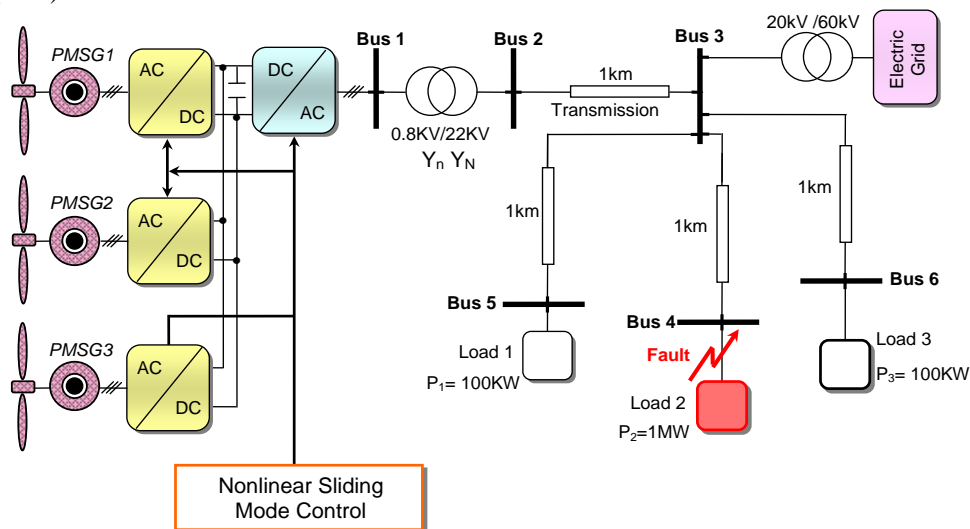 PMSG1
AC
DC
DC
AC
Bus 1
0.8KV/22KV
Yn YN
Bus 2
1km
Transmission
Bus 3
20kV /60kV
Electric
Grid
PMSG2
AC
DC
1km
1km
1km
Bus 5
Load 1
P1= 100KW
Bus 4
Fault
Load 2
P2=1MW
Bus 6
Load 3
P3= 100KW
PMSG3
AC
DC
Nonlinear Sliding
Mode Control